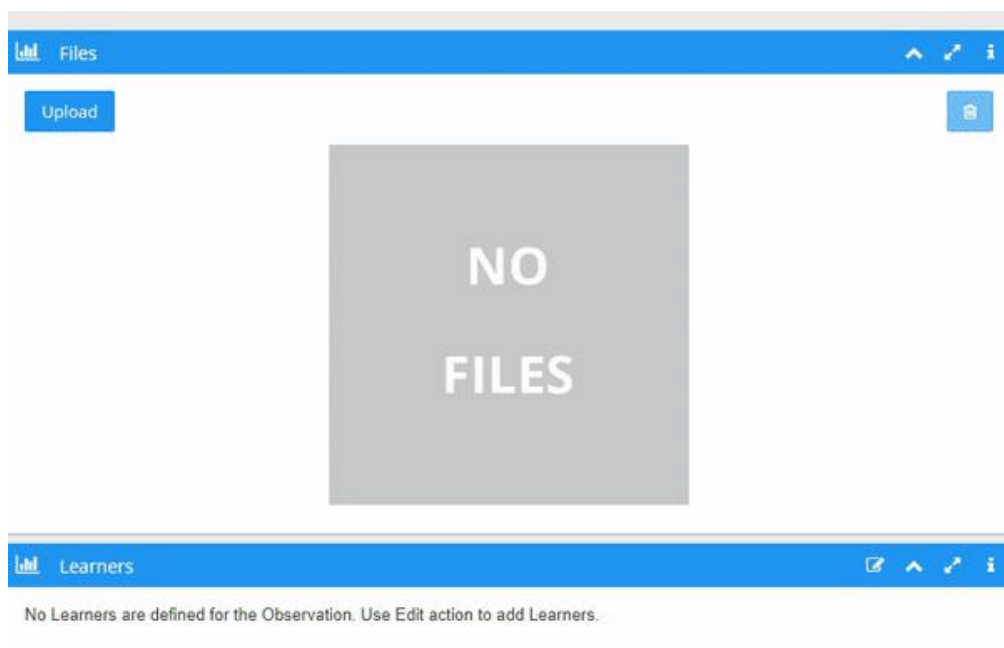 Files
Upload
NO
FILES
Learners
No Learners are defined for the Observation. Use Edit action to add Learners.